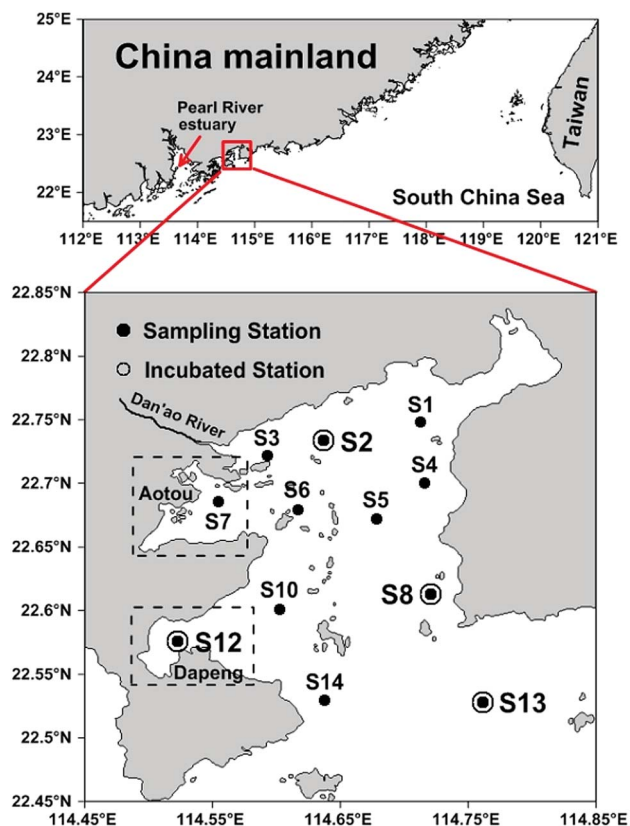 25°E
24°E
23°E
22°E
China mainland
Pearl River
estuary
Taiwan
South China Sea
112°E 113°E 114°E 115°E 116°E 117°E 118°E 119°E 120°E 121°E
22.85°N
22.8°N
22.75°N
22.7°N
22.65°N
22.6°N
22.55°N
22.5°N
22.45°N
Sampling Station
Incubated Station
Dan'ao River
S1
S3
S2
S4
Aotou
S7
S6
S5
S8
S10
S12
Dapeng
S14
S13
114.45°E 114.55°E 114.65°E 114.75°E 114.85°E